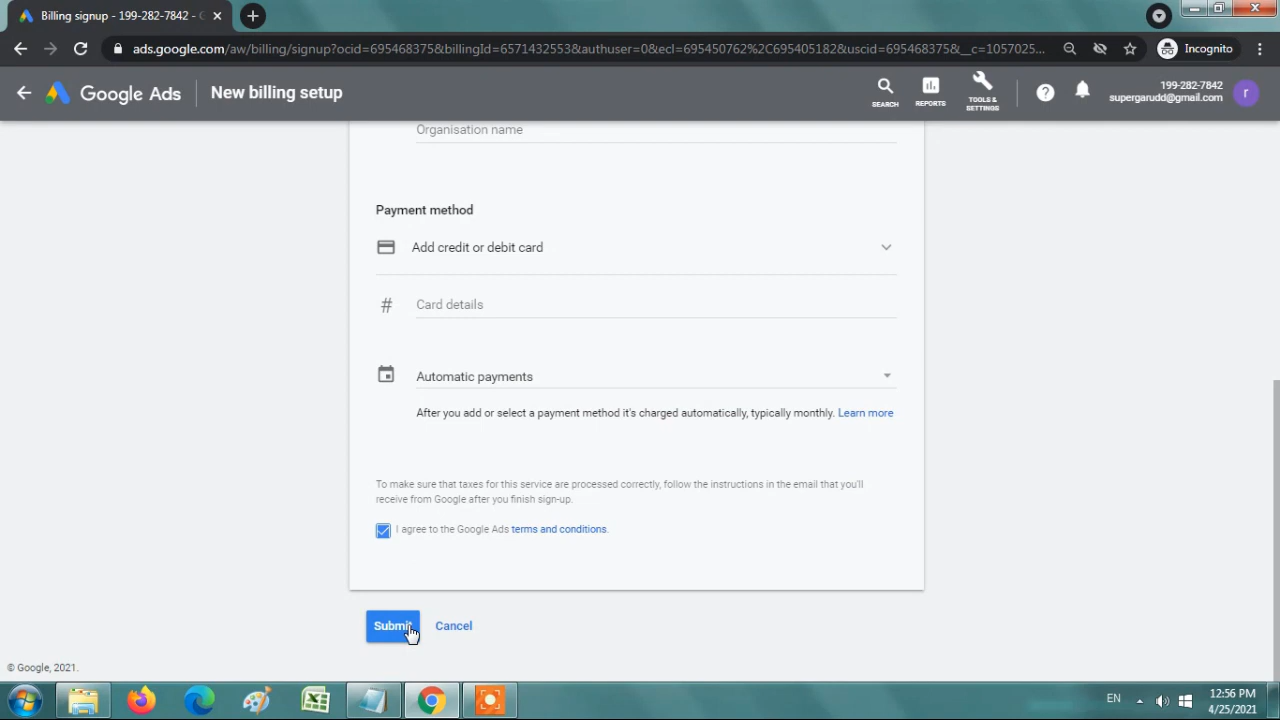 Billing signup - 199-282-7842 - G
ads.google.com/aw/billing/signup?ocid=695468375&billingId=6571432553&authuser=0&ecl=695450762%2C695405182&uscid=695468375&__c=1057025...
Incognito
Google Ads
New billing setup
SEARCH
REPORTS
TOOLS &
SETTINGS
199-282-7842
supergarudd@gmail.com
r
Organisation name
Payment method
Add credit or debit card
# Card details
Automatic payments
After you add or select a payment method it's charged automatically, typically monthly. Learn more
To make sure that taxes for this service are processed correctly, follow the instructions in the email that you'll
receive from Google after you finish sign-up.
I agree to the Google Ads terms and conditions.
Submit Cancel
© Google, 2021.
EN
12:56 PM
4/25/2021